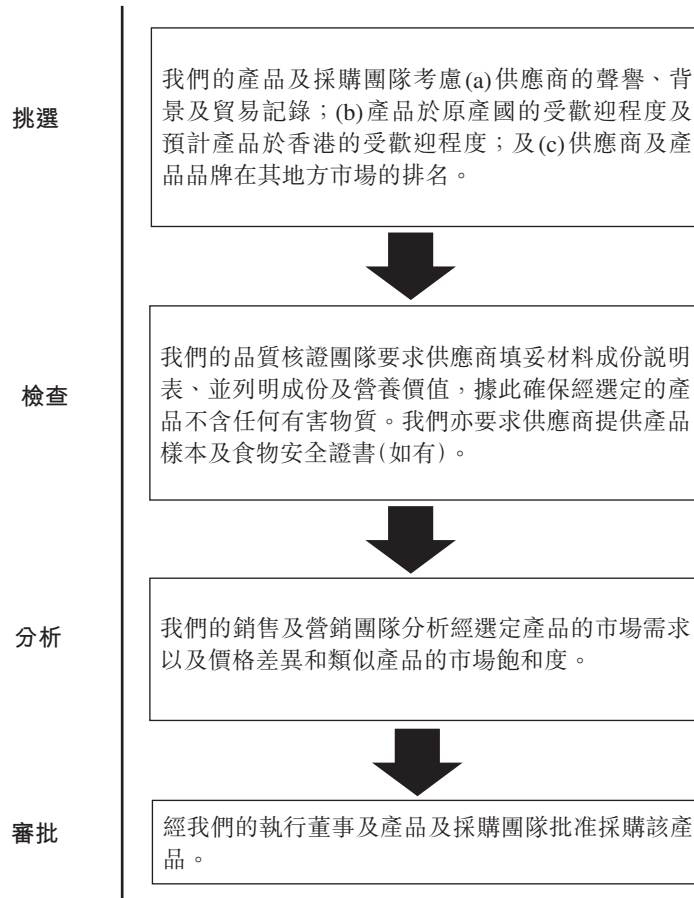 挑選
我們的產品及採購團隊考慮(a)供應商的聲譽、背
景及貿易記錄；(b)產品於原產國的受歡迎程度及
預計產品於香港的受歡迎程度；及(c)供應商及產
品品牌在其地方市場的排名。
檢查
我們的品質核證團隊要求供應商填妥材料成份説明
表、並列明成份及營養價值，據此確保經選定的產
品不含任何有害物質。我們亦要求供應商提供產品
樣本及食物安全證書(如有)。
分析
我們的銷售及營銷團隊分析經選定產品的市場需求
以及價格差異和類似產品的市場飽和度。
審批
經我們的執行董事及產品及採購團隊批准採購該產
品。